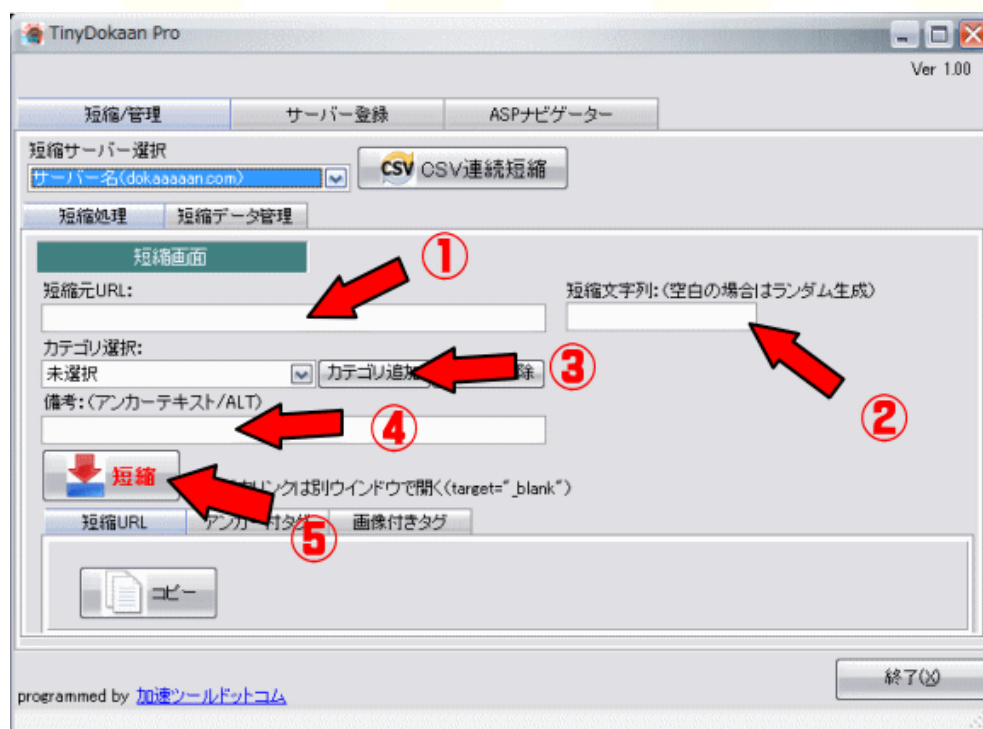 TinyDokaan Pro
Ver 1.00
短縮/管理 サーバー登録 ASPナビゲーター
短縮サーバー選択
サーバー名(dokaaaaan.com) CSV CSV連続短縮
短縮処理 短縮データ管理
短縮画面 ①
短縮元URL: 短縮文字列:(空白の場合はランダム生成)
カテゴリ選択:
未選択 カテゴリ追加 除 ③
備考:(アンカーテキスト/ALT) ②
④
短縮 リンクは別ウインドウで開く(target="_blank")
短縮URL アンカー付タグ 画像付きタグ
⑤
コピー
終了(X)
programmed by 加速ツールドットコム